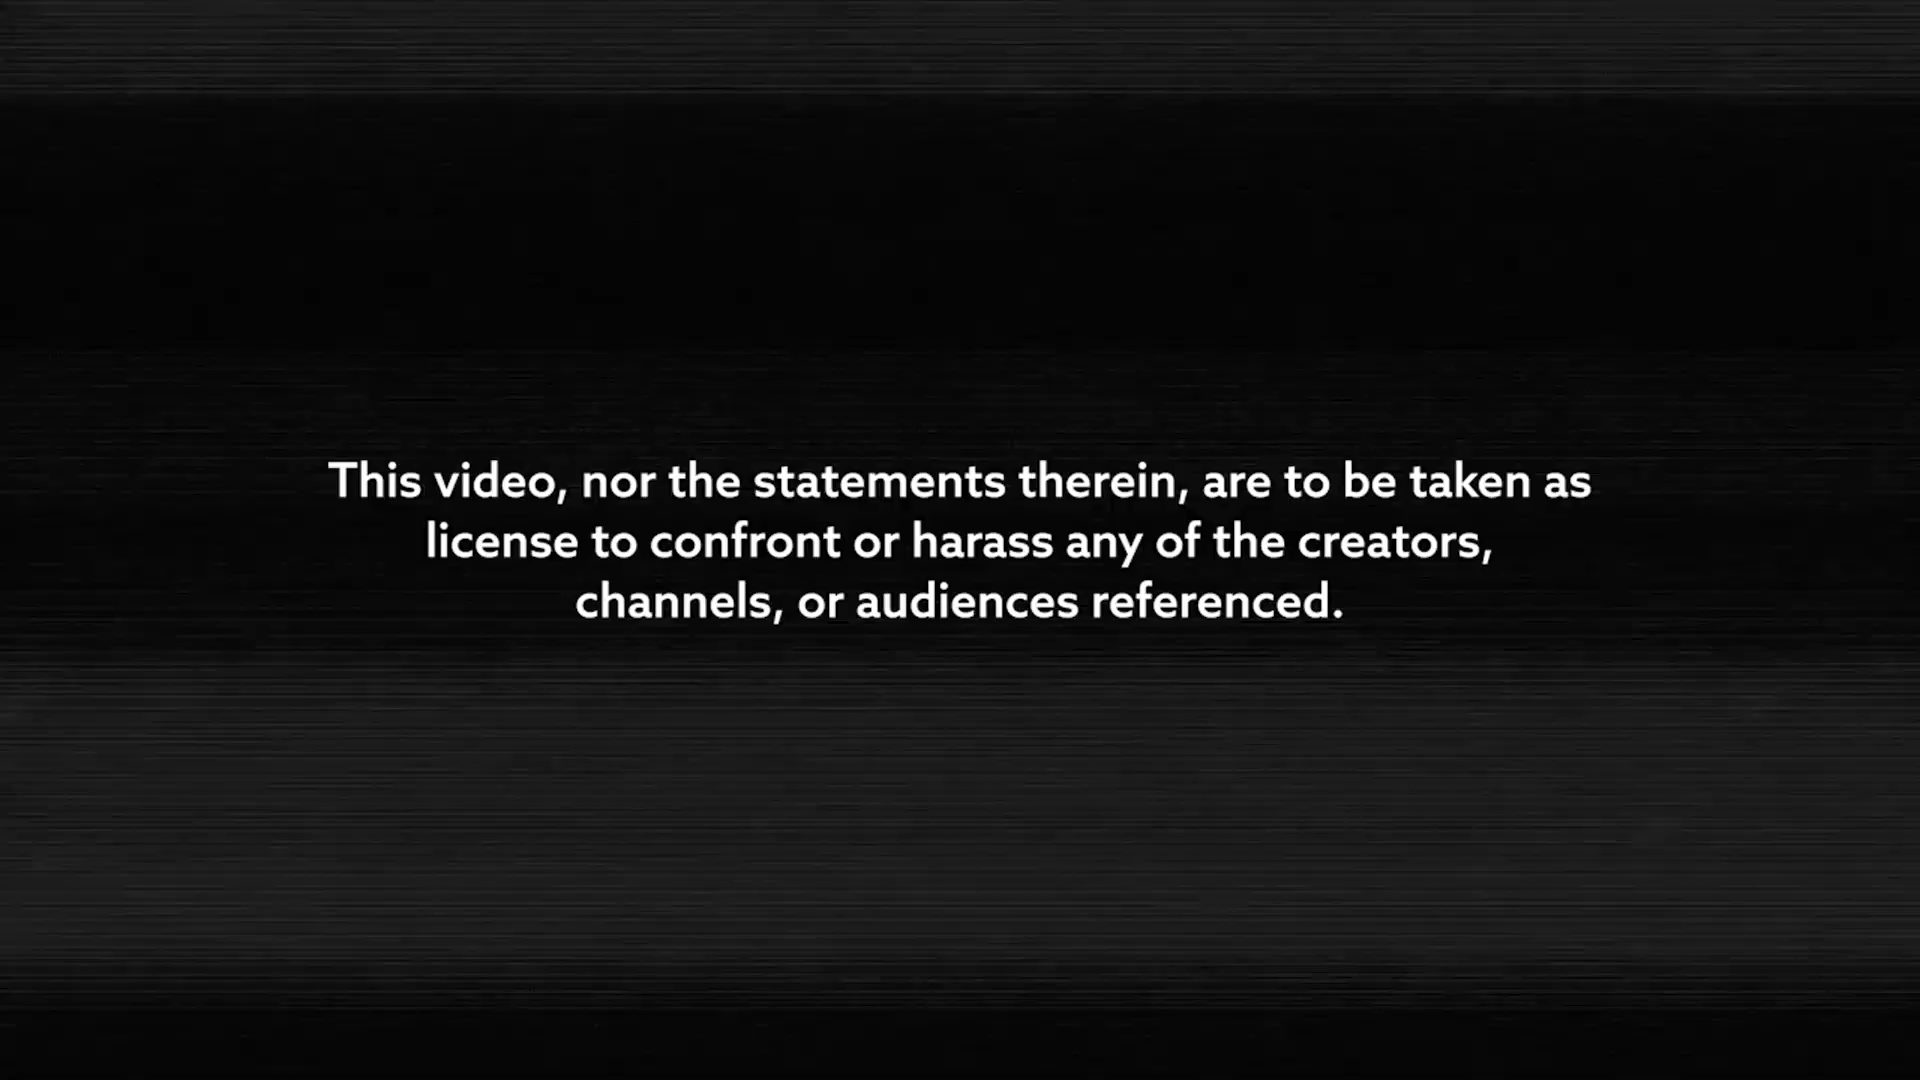 This video, nor the statements therein, are to be taken as
license to confront or harass any of the creators,
channels, or audiences referenced.